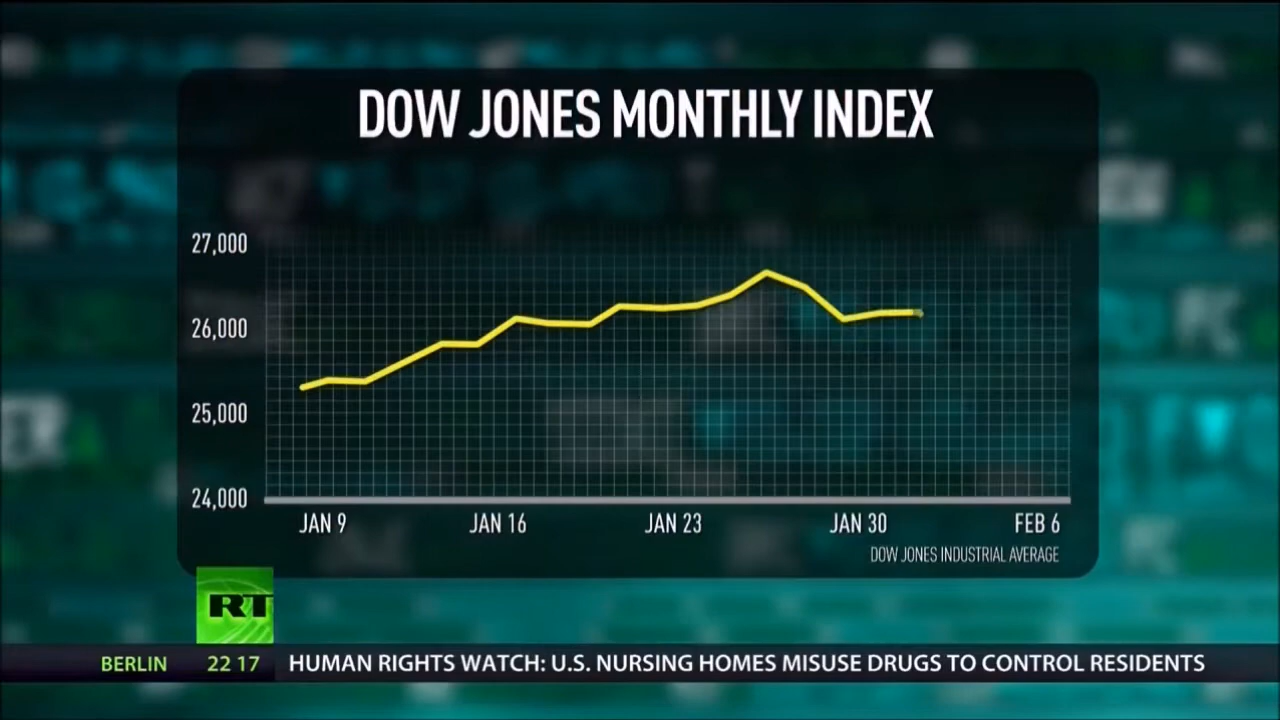 DOW JONES MONTHLY INDEX
27,000
26,000
25,000
24,000
JAN 9 JAN 16 JAN 23 JAN 30 FEB 6
DOW JONES INDUSTRIAL AVERAGE
RT
BERLIN 22 17 HUMAN RIGHTS WATCH: U.S. NURSING HOMES MISUSE DRUGS TO CONTROL RESIDENTS